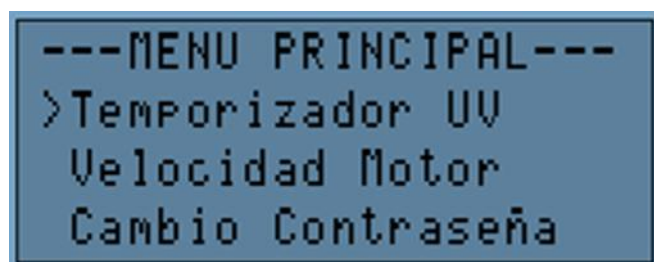 ---MENU PRINCIPAL---
>Temporizador UV
Velocidad Motor
Cambio Contraseña